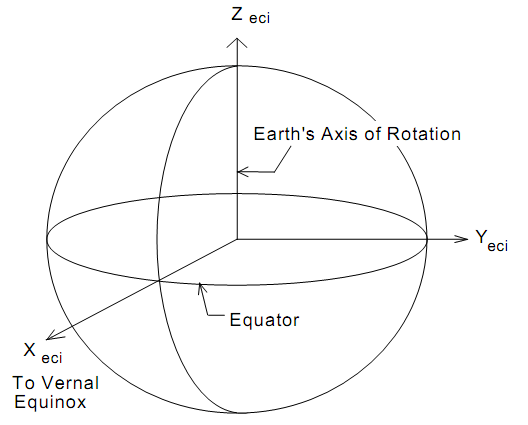 Z eci
Earth's Axis of Rotation
Y eci
Equator
X eci
To Vernal
Equinox